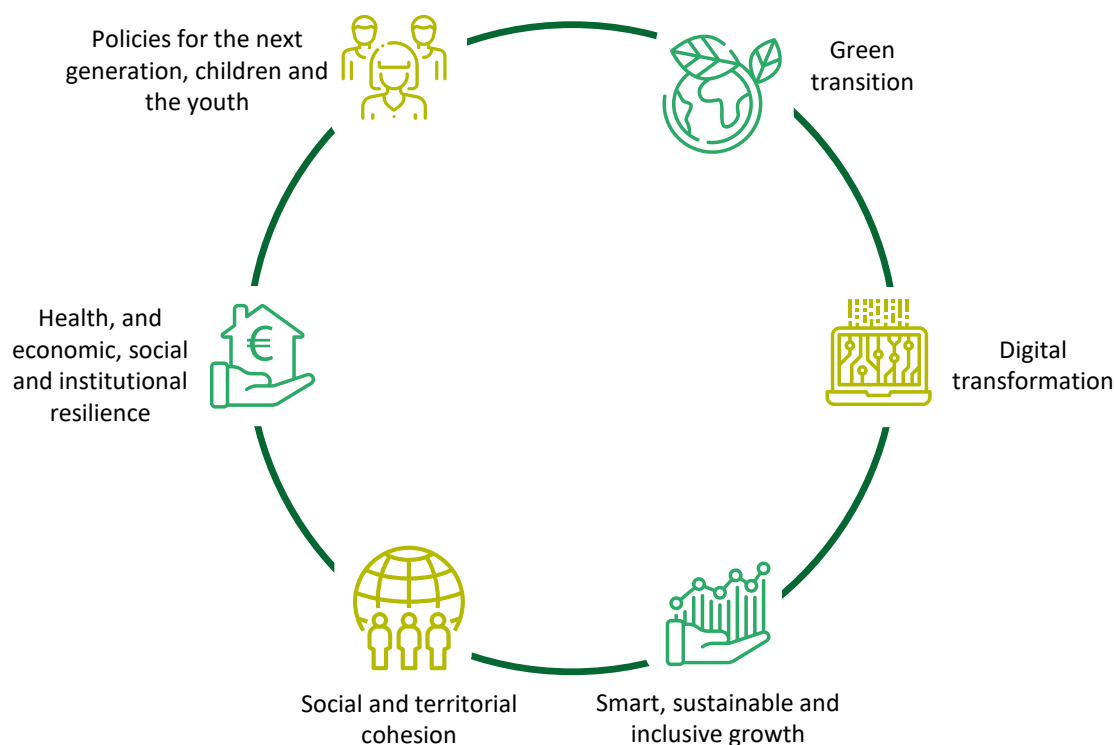 Policies for the next
generation, children and
the youth
Green
transition
Health, and
economic, social
and institutional
resilience
€
Digital
transformation
Social and territorial
cohesion
Smart, sustainable and
inclusive growth